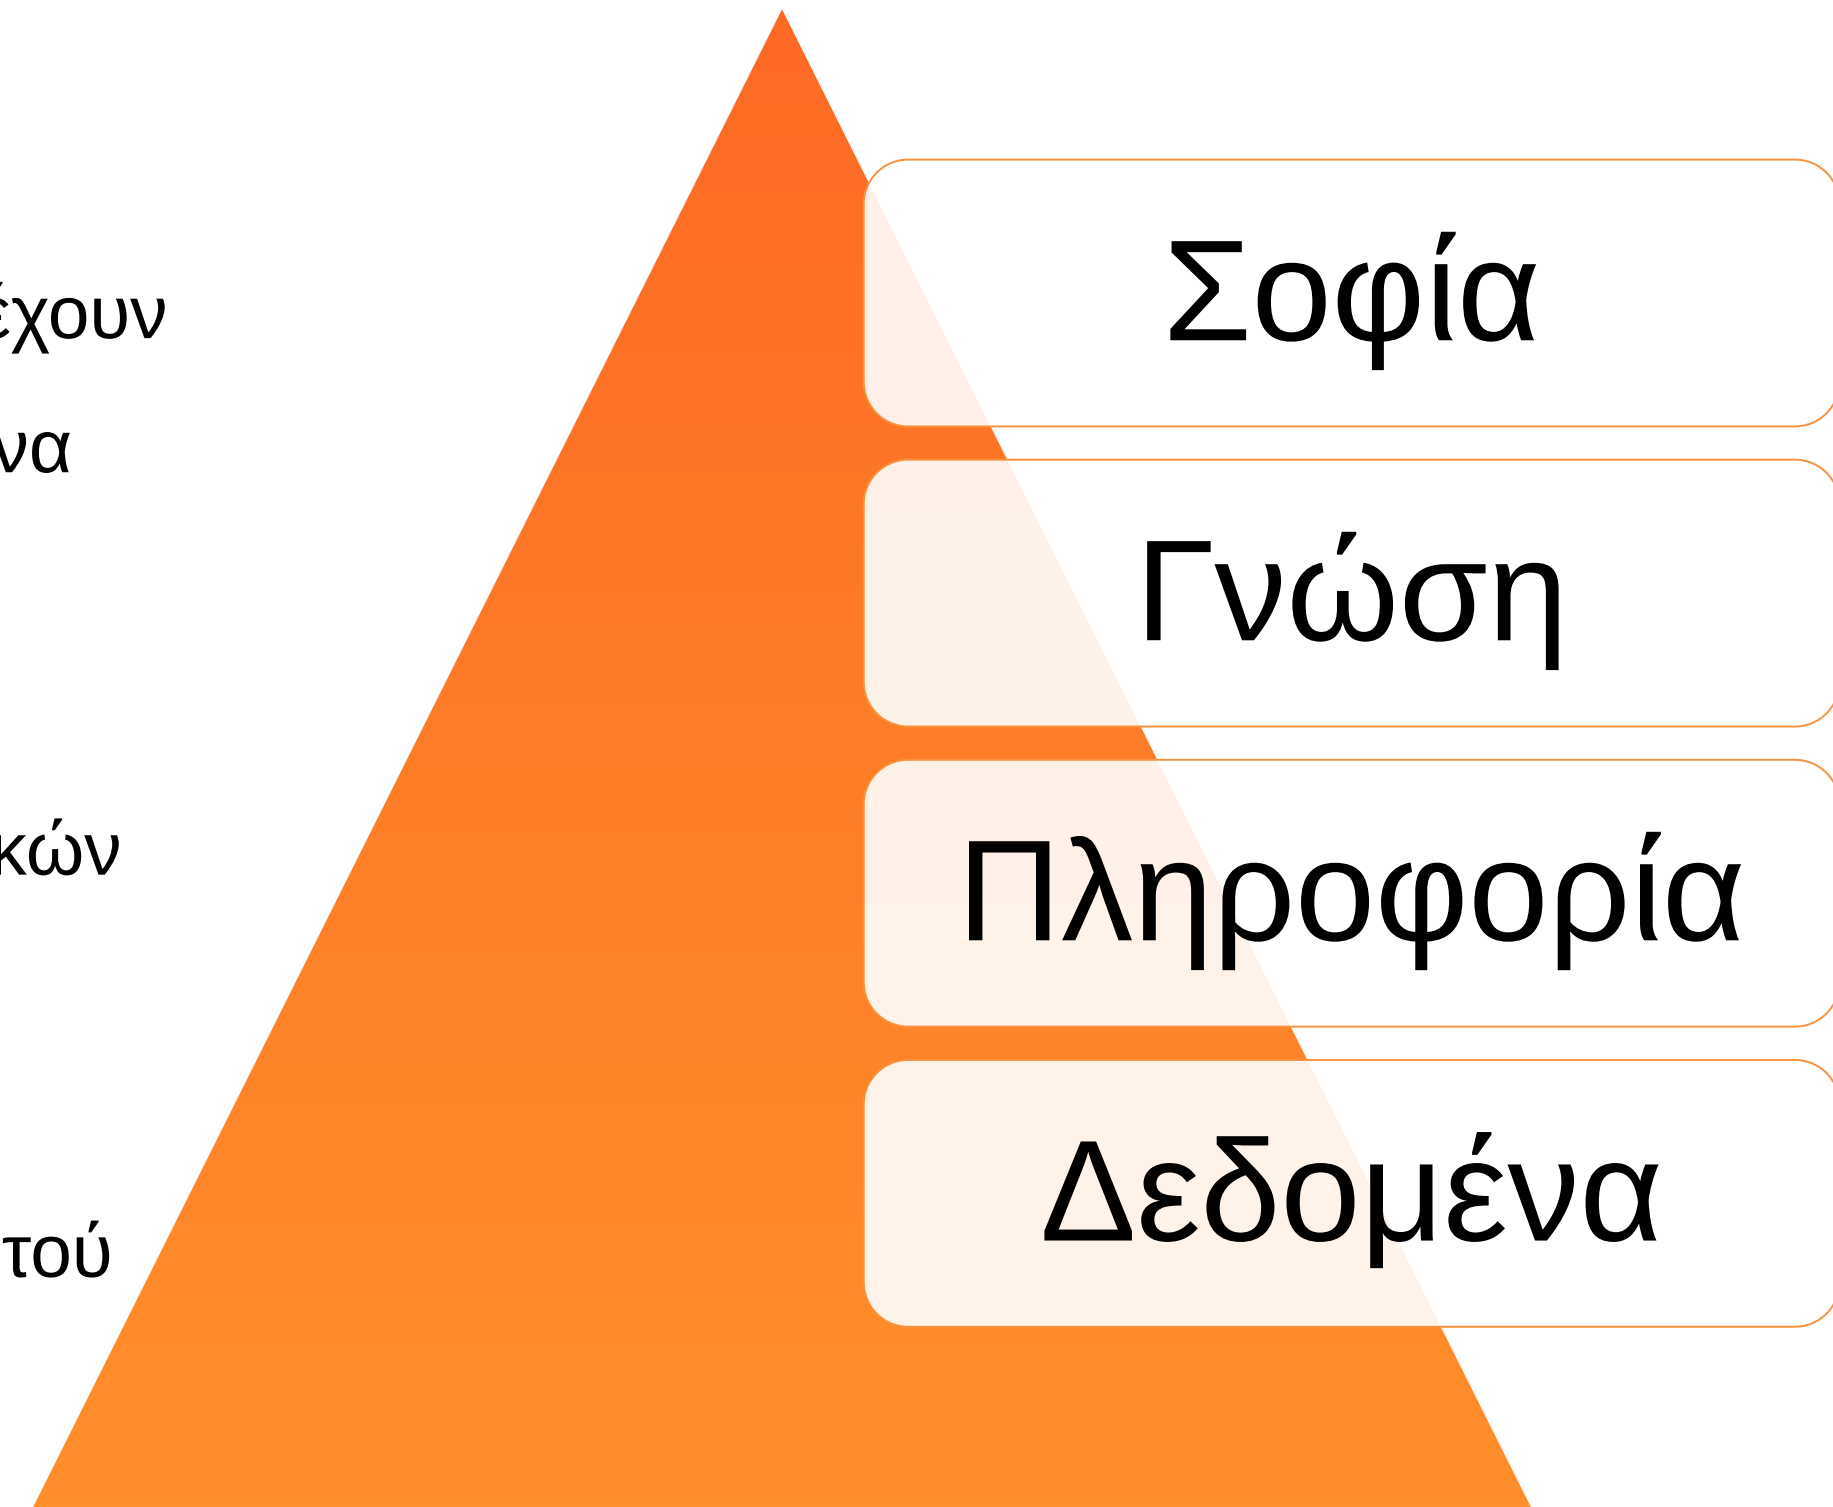 Σοφία
έχουν
να
Γνώση
κών
Πληροφορία
τού
Δεδομένα